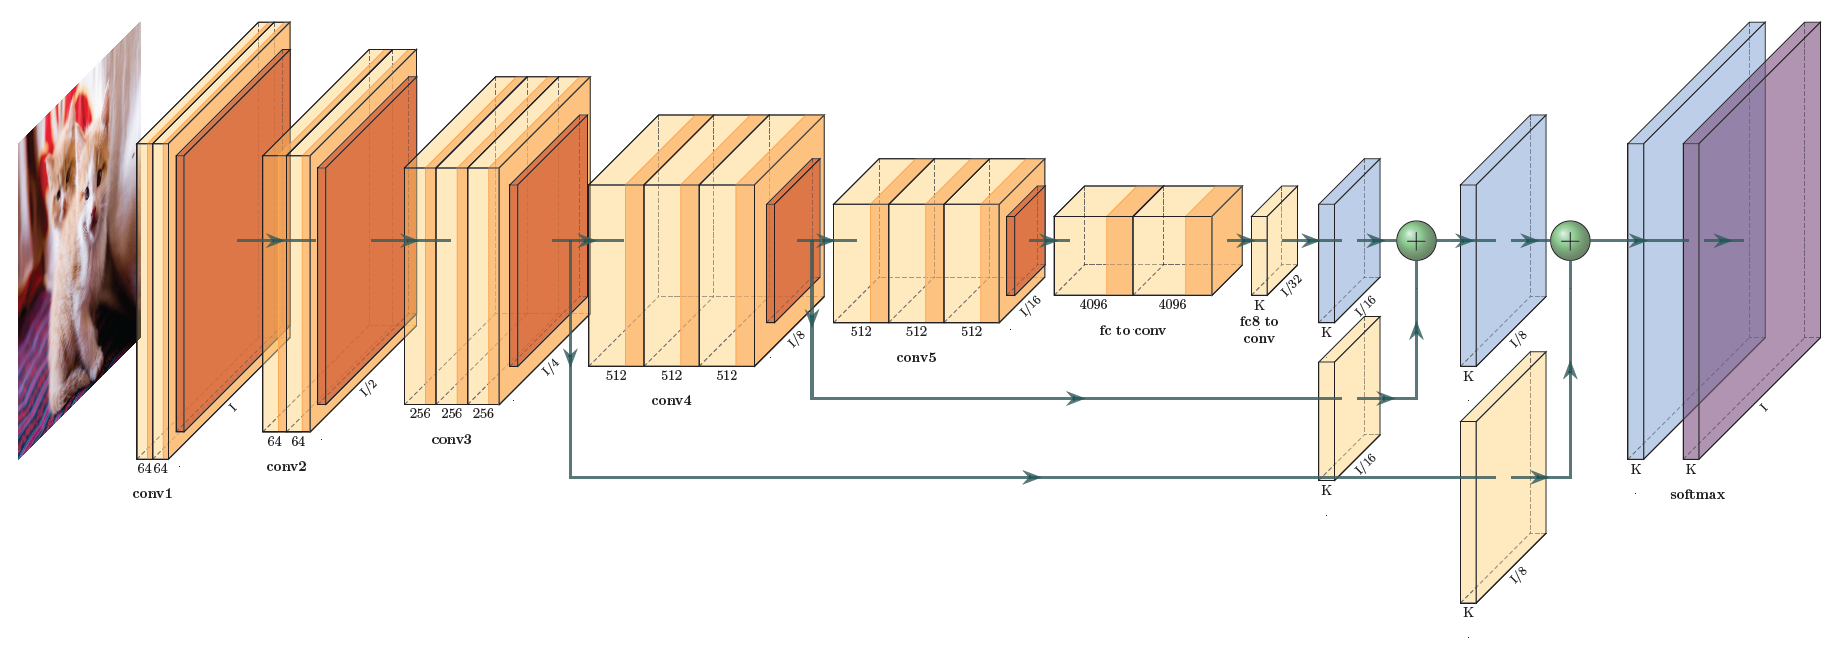 64 64
I
conv1
64 64
I/2
conv2
256 256 256
I/4
conv3
512 512 512
I/8
conv4
512 512 512
I/16
conv5
4096 4096
fc to conv
K
I/32
fc8 to
conv
K
I/16
K
I/16
K
I/8
K
I/8
K
K
I
softmax